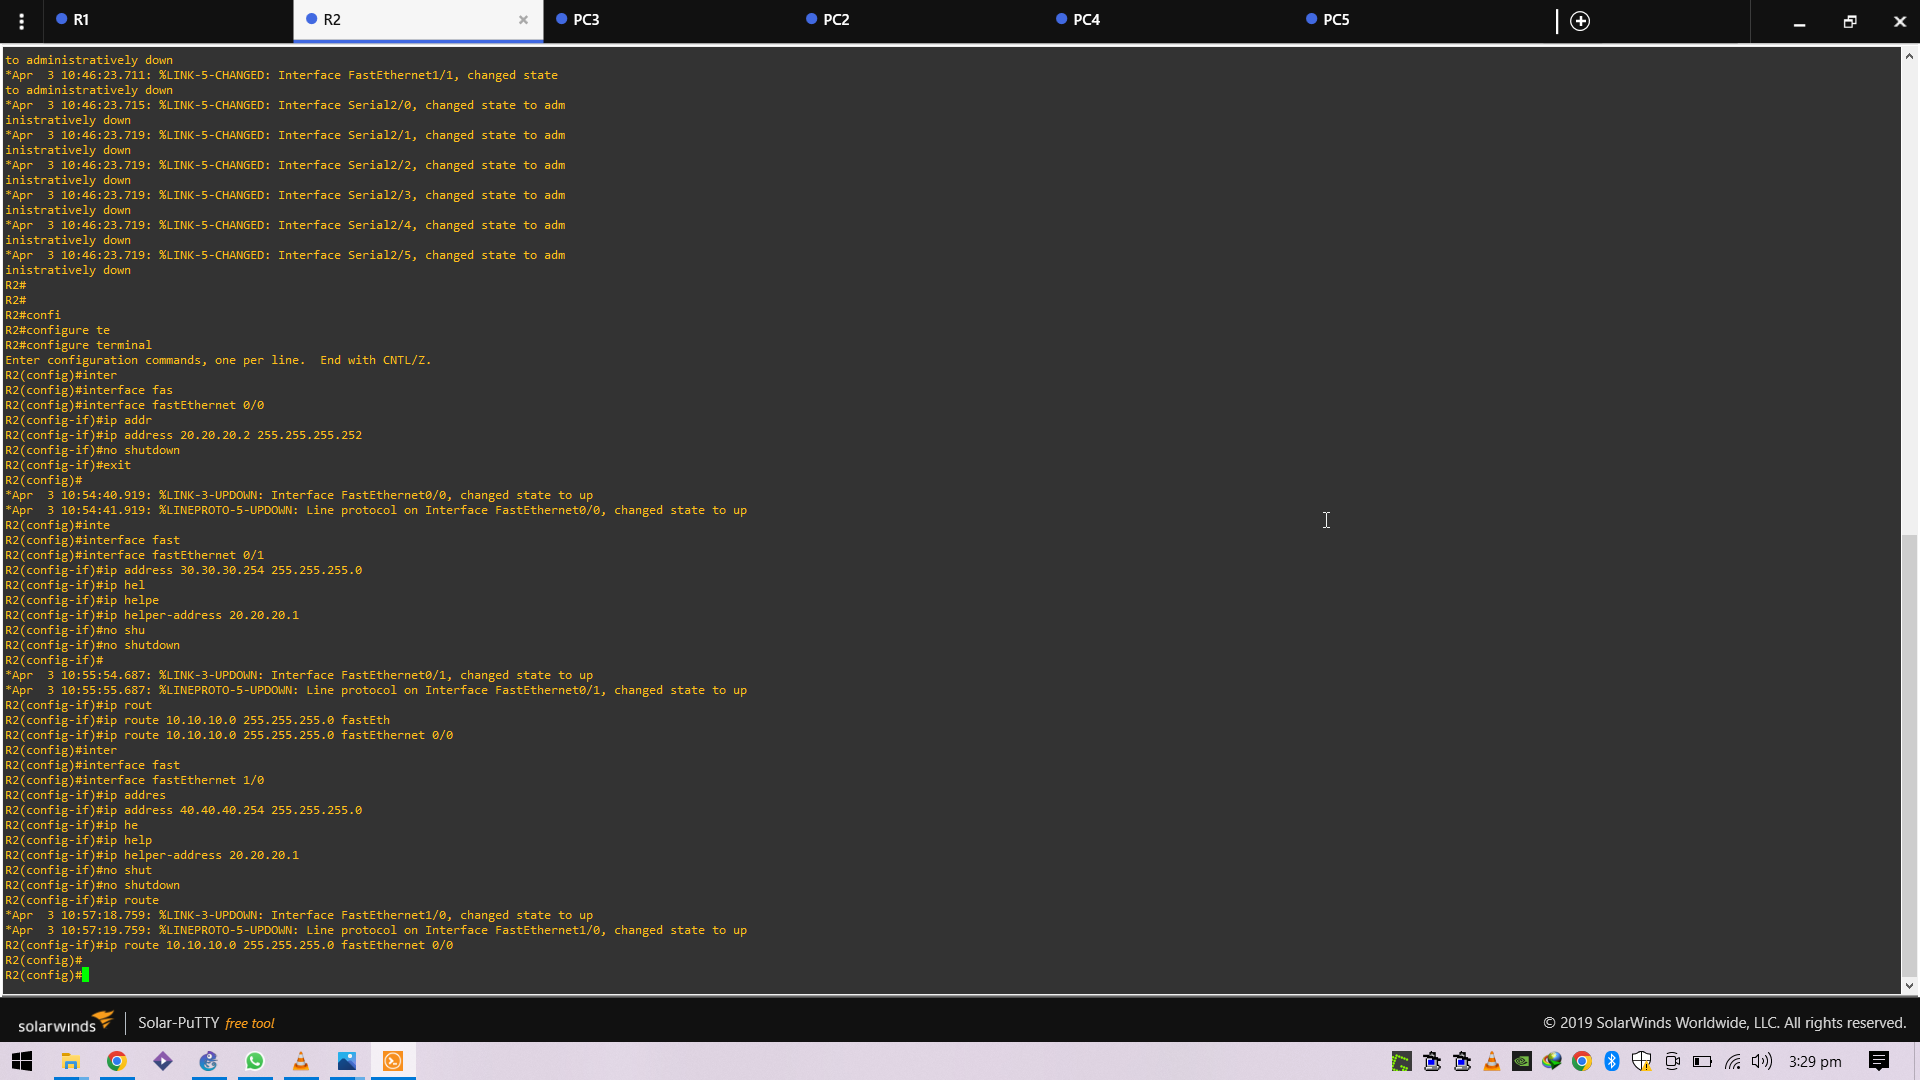 R1
R2
PC3
PC2
PC4
PC5
to administratively down
*Apr  3 10:46:23.711: %LINK-5-CHANGED: Interface FastEthernet1/1, changed state
to administratively down
*Apr  3 10:46:23.715: %LINK-5-CHANGED: Interface Serial2/0, changed state to adm
inistratively down
*Apr  3 10:46:23.719: %LINK-5-CHANGED: Interface Serial2/1, changed state to adm
inistratively down
*Apr  3 10:46:23.719: %LINK-5-CHANGED: Interface Serial2/2, changed state to adm
inistratively down
*Apr  3 10:46:23.719: %LINK-5-CHANGED: Interface Serial2/3, changed state to adm
inistratively down
*Apr  3 10:46:23.719: %LINK-5-CHANGED: Interface Serial2/4, changed state to adm
inistratively down
*Apr  3 10:46:23.719: %LINK-5-CHANGED: Interface Serial2/5, changed state to adm
inistratively down
R2#
R2#
R2#confi
R2#configure te
R2#configure terminal
Enter configuration commands, one per line.  End with CNTL/Z.
R2(config)#inter
R2(config)#interface fas
R2(config)#interface fastEthernet 0/0
R2(config-if)#ip addr
R2(config-if)#ip address 20.20.20.2 255.255.255.252
R2(config-if)#no shutdown
R2(config-if)#exit
R2(config)#
*Apr  3 10:54:40.919: %LINK-3-UPDOWN: Interface FastEthernet0/0, changed state to up
*Apr  3 10:54:41.919: %LINEPROTO-5-UPDOWN: Line protocol on Interface FastEthernet0/0, changed state to up
R2(config)#inte
R2(config)#interface fast
R2(config)#interface fastEthernet 0/1
R2(config-if)#ip address 30.30.30.254 255.255.255.0
R2(config-if)#ip hel
R2(config-if)#ip helpe
R2(config-if)#ip helper-address 20.20.20.1
R2(config-if)#no shu
R2(config-if)#no shutdown
R2(config-if)#
*Apr  3 10:55:54.687: %LINK-3-UPDOWN: Interface FastEthernet0/1, changed state to up
*Apr  3 10:55:55.687: %LINEPROTO-5-UPDOWN: Line protocol on Interface FastEthernet0/1, changed state to up
R2(config-if)#ip rout
R2(config-if)#ip route 10.10.10.0 255.255.255.0 fastEth
R2(config-if)#ip route 10.10.10.0 255.255.255.0 fastEthernet 0/0
R2(config)#inter
R2(config)#interface fast
R2(config)#interface fastEthernet 1/0
R2(config-if)#ip addres
R2(config-if)#ip address 40.40.40.254 255.255.255.0
R2(config-if)#ip he
R2(config-if)#ip help
R2(config-if)#ip helper-address 20.20.20.1
R2(config-if)#no shut
R2(config-if)#no shutdown
R2(config-if)#ip route
*Apr  3 10:57:18.759: %LINK-3-UPDOWN: Interface FastEthernet1/0, changed state to up
*Apr  3 10:57:19.759: %LINEPROTO-5-UPDOWN: Line protocol on Interface FastEthernet1/0, changed state to up
R2(config-if)#ip route 10.10.10.0 255.255.255.0 fastEthernet 0/0
R2(config)#
R2(config)#
solarwinds
Solar-PuTTY free tool
© 2019 SolarWinds Worldwide, LLC. All rights reserved.
3:29 pm